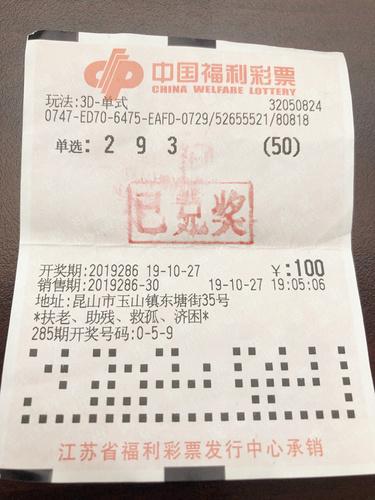 中国福利彩票
CHINA WELFARE LOTTERY
玩法:3D-单式 32050824
0747-ED70-6475-EAFD-0729/52655521/80818
单选: 2 9 3 (50)
已兑奖
开奖期:2019286 19-10-27 ¥:100
销售期:2019286-30 19-10-27 19:05:06
地址:昆山市玉山镇东塘街35号
*扶老、助残、救孤、济困*
285期开奖号码:0-5-9
江苏省福利彩票发行中心承销